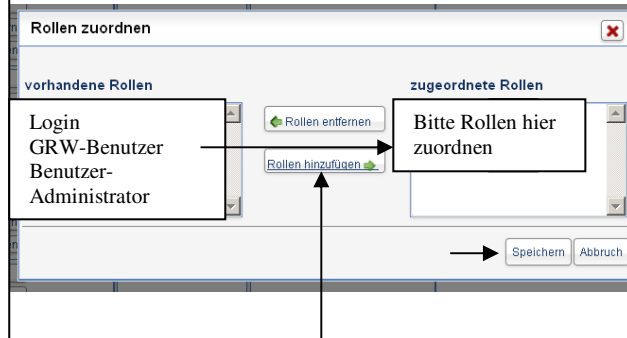 Rollen zuordnen
vorhandene Rollen
zugeordnete Rollen
Login
GRW-Benutzer
Benutzer-
Administrator
Rollen entfernen
Rollen hinzufügen
Bitte Rollen hier
zuordnen
Speichern
Abbruch